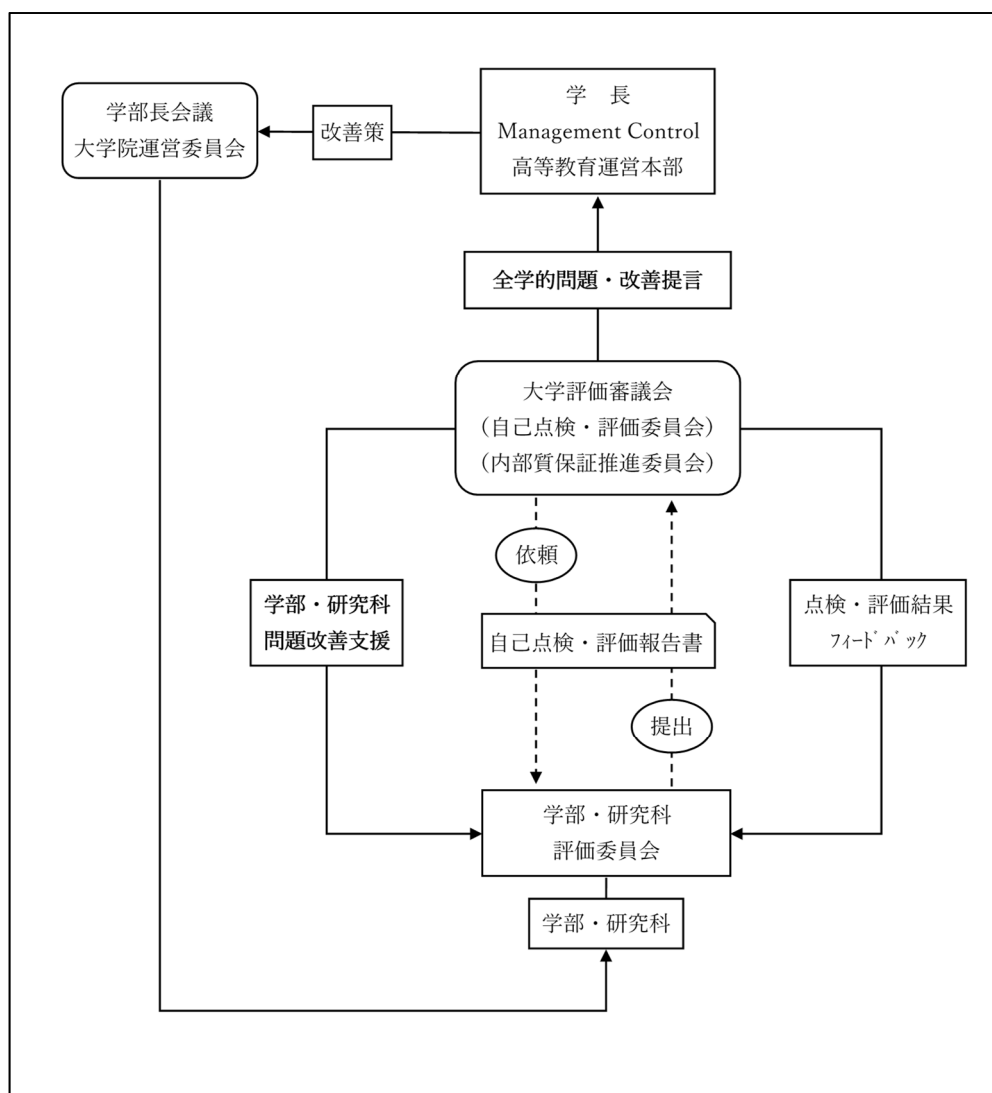 学部長会議
大学院運営委員会
改善策
学　長
Management Control
高等教育運営本部
全学的問題・改善提言
大学評価審議会
（自己点検・評価委員会）
（内部質保証推進委員会）
依頼
学部・研究科
問題改善支援
自己点検・評価報告書
点検・評価結果
ﾌｨｰﾄﾞﾊﾞｯｸ
提出
学部・研究科
評価委員会
学部・研究科